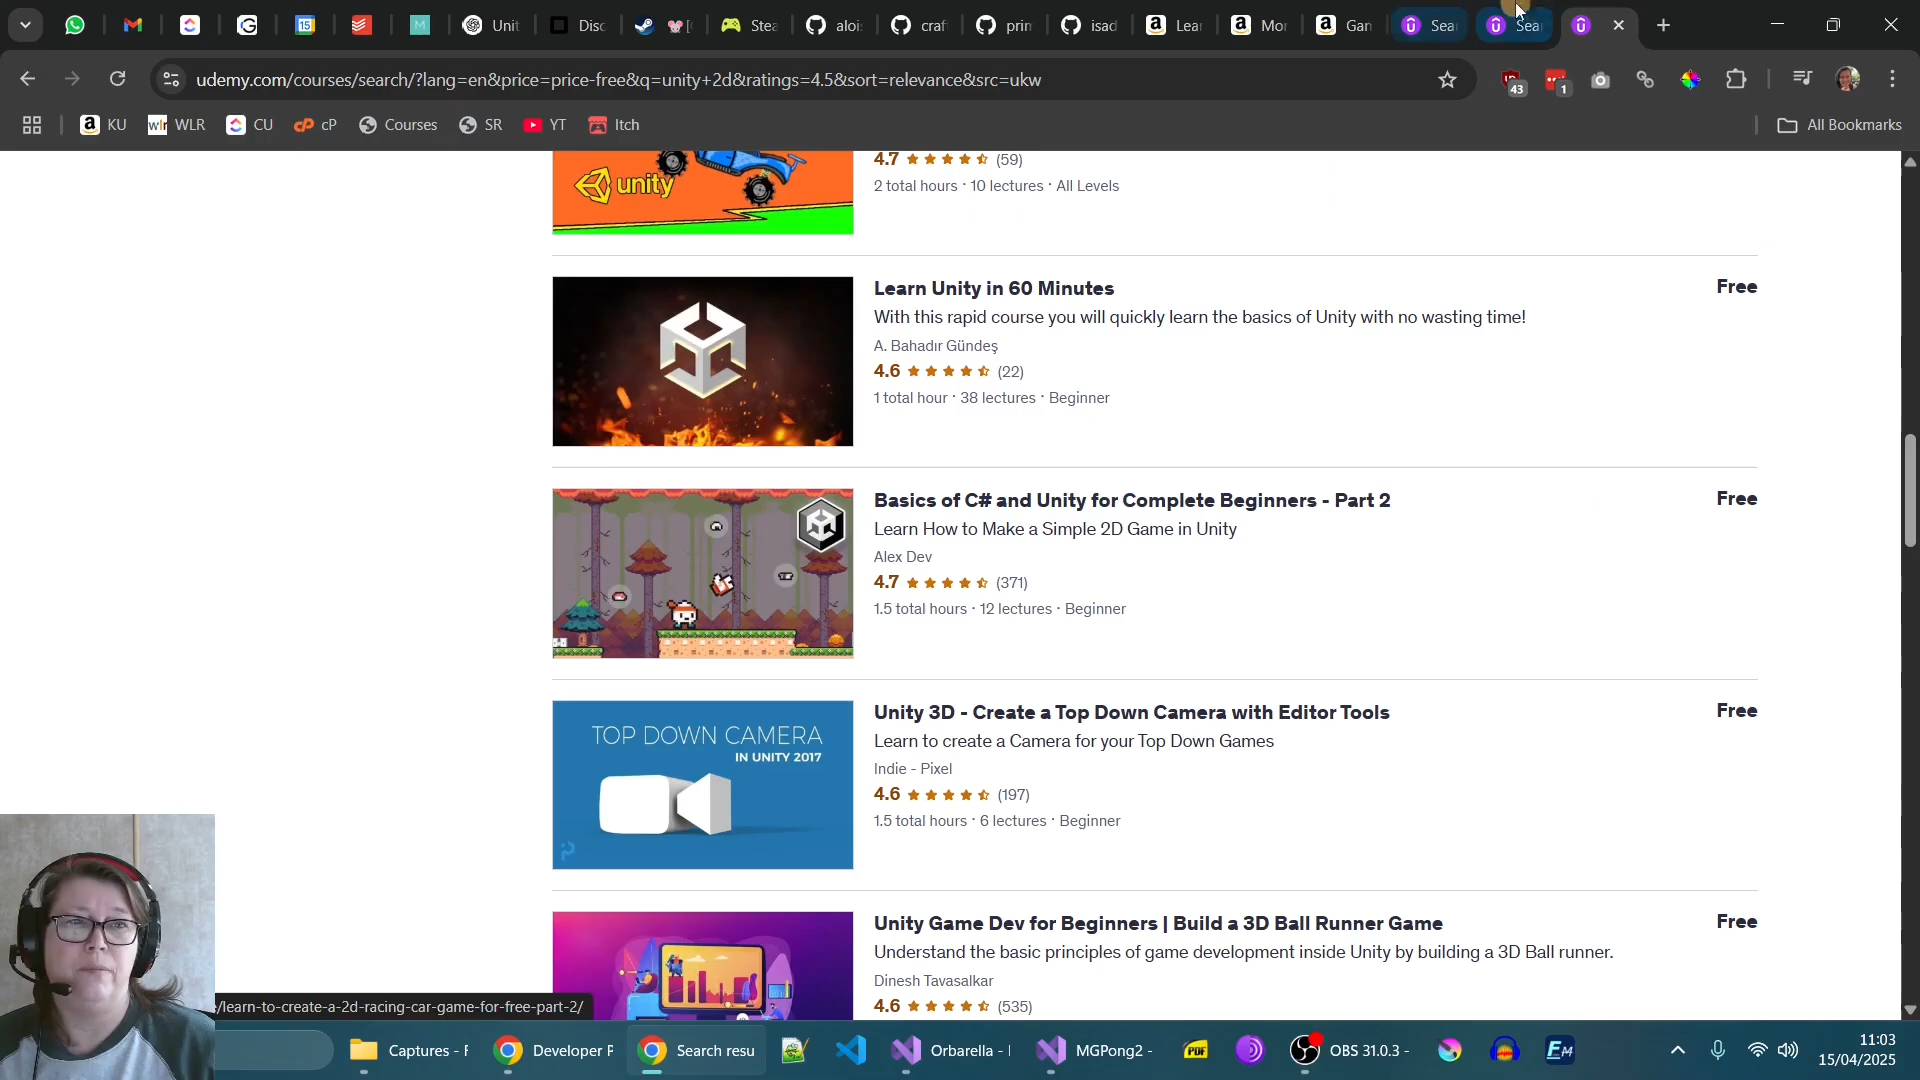 Unit
Disc
Stea
aloi
craf
prin
isad
Lear
Mor
Gan
Sear
Sear
udemy.com/courses/search/?lang=en&price=price-free&q=unity+2d&ratings=4.5&sort=relevance&src=ukw
43
1
KU
WLR
CU
cP
Courses
SR
YT
Itch
All Bookmarks
unity
4.7 (59)
2 total hours · 10 lectures · All Levels
Learn Unity in 60 Minutes
Free
With this rapid course you will quickly learn the basics of Unity with no wasting time!
A. Bahadır Gündeş
4.6 (22)
1 total hour · 38 lectures · Beginner
Basics of C# and Unity for Complete Beginners - Part 2
Free
Learn How to Make a Simple 2D Game in Unity
Alex Dev
4.7 (371)
1.5 total hours · 12 lectures · Beginner
TOP DOWN CAMERA
IN UNITY 2017
Unity 3D - Create a Top Down Camera with Editor Tools
Free
Learn to create a Camera for your Top Down Games
Indie - Pixel
4.6 (197)
1.5 total hours · 6 lectures · Beginner
Unity Game Dev for Beginners | Build a 3D Ball Runner Game
Free
Understand the basic principles of game development inside Unity by building a 3D Ball runner.
Dinesh Tavasalkar
4.6 (535)
/learn-to-create-a-2d-racing-car-game-for-free-part-2/
Captures - F
Developer P
Search resu
Orbarella -
MGPong2 -
PDF
OBS 31.0.3 -
FM
11:03
15/04/2025